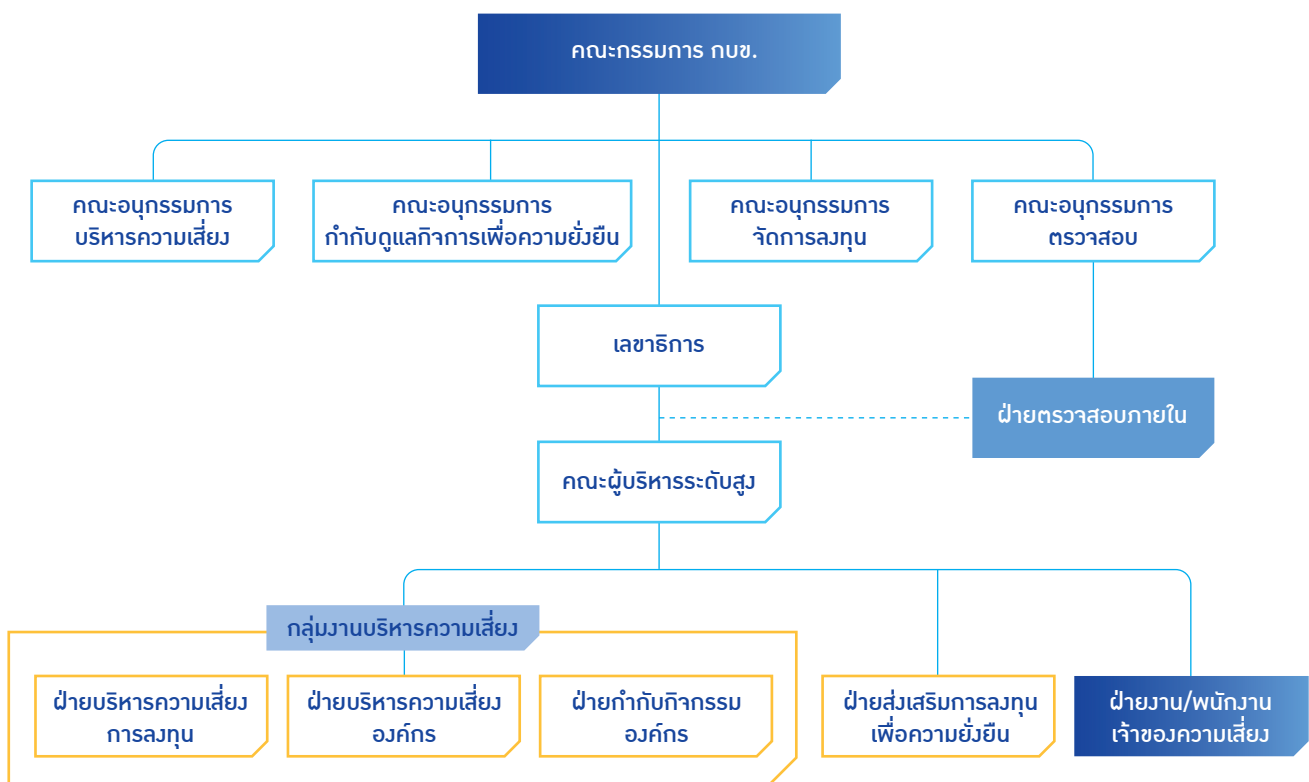 คณะกรรมการ กบข.
คณะอนุกรรมการ
บริหารความเสี่ยง
คณะอนุกรรมการ
กำกับดูแลกิจการเพื่อความยั่งยืน
คณะอนุกรรมการ
จัดการลงทุน
คณะอนุกรรมการ
ตรวจสอบ
เลขาธิการ
ฝ่ายตรวจสอบภายใน
คณะผู้บริหารระดับสูง
กลุ่มงานบริหารความเสี่ยง
ฝ่ายบริหารความเสี่ยง
การลงทุน
ฝ่ายบริหารความเสี่ยง
องค์กร
ฝ่ายกำกับกิจกรรม
องค์กร
ฝ่ายส่งเสริมการลงทุน
เพื่อความยั่งยืน
ฝ่ายงาน/พนักงาน
เจ้าของความเสี่ยง